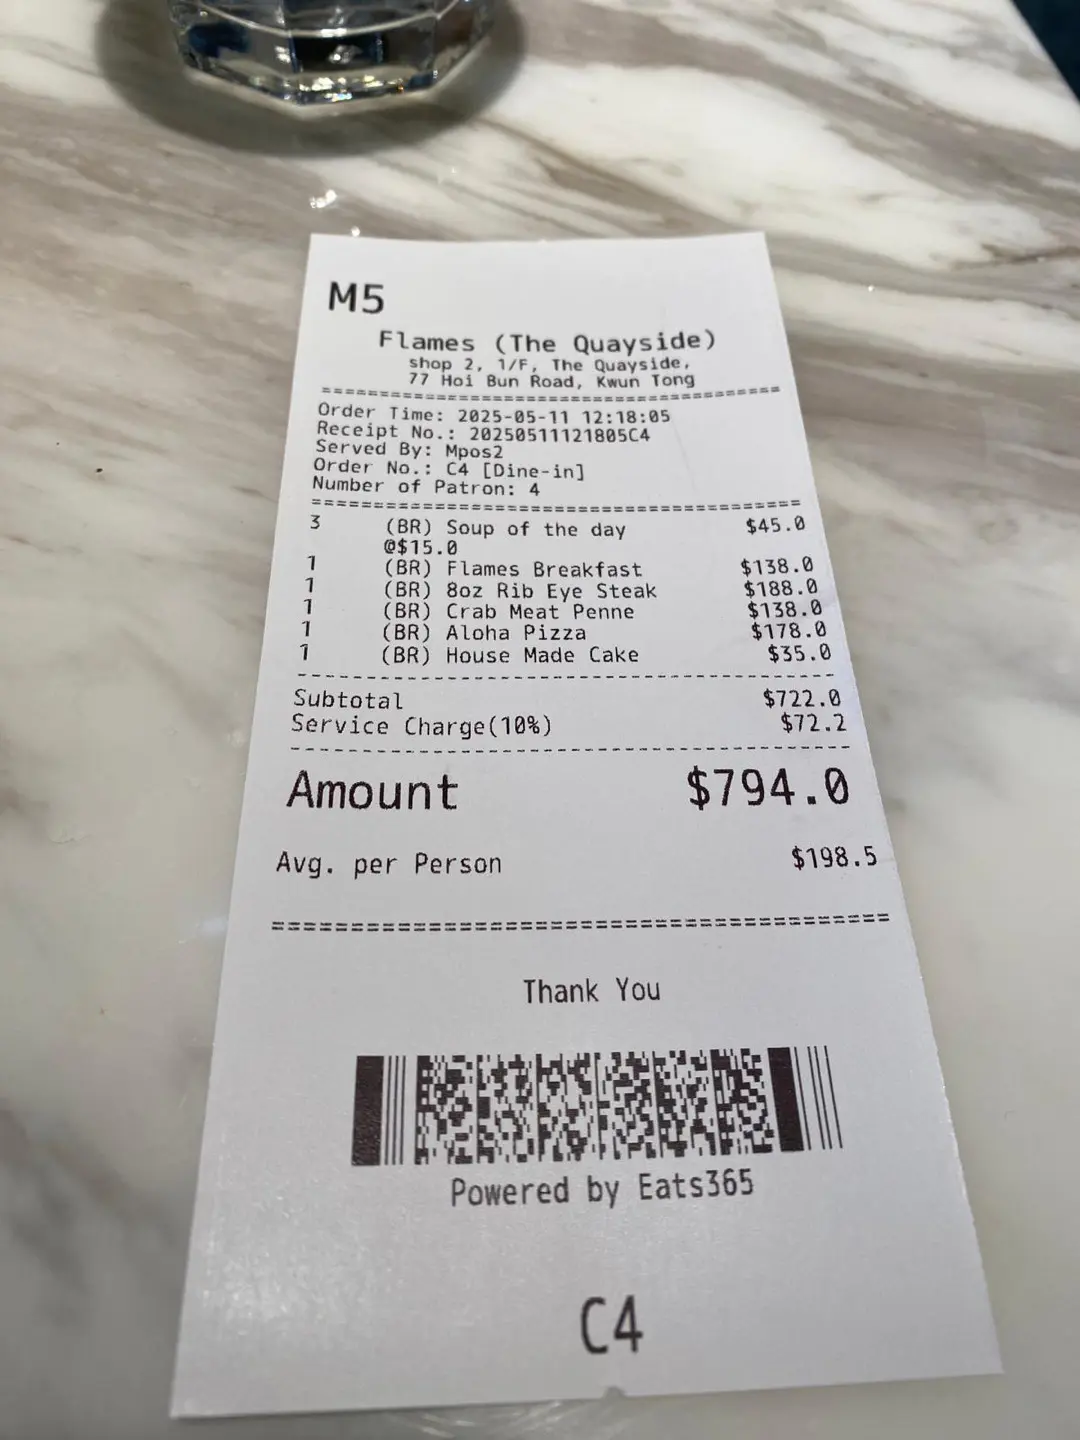 M5
Flames (The Quayside)
shop 2, 1/F, The Quayside,
77 Hoi Bun Road, Kwun Tong
Order Time: 2025-05-11 12:18:05
Receipt No.: 20250511121805C4
Served By: Mpos2
Order No.: C4 [Dine-in]
Number of Patron: 4
3 (BR) Soup of the day $45.0
@$15.0
1 (BR) Flames Breakfast $138.0
1 (BR) 8oz Rib Eye Steak $188.0
1 (BR) Crab Meat Penne $138.0
1 (BR) Aloha Pizza $178.0
1 (BR) House Made Cake $35.0
Subtotal $722.0
Service Charge(10%) $72.2
Amount $794.0
Avg. per Person $198.5
Thank You
Powered by Eats365
C4